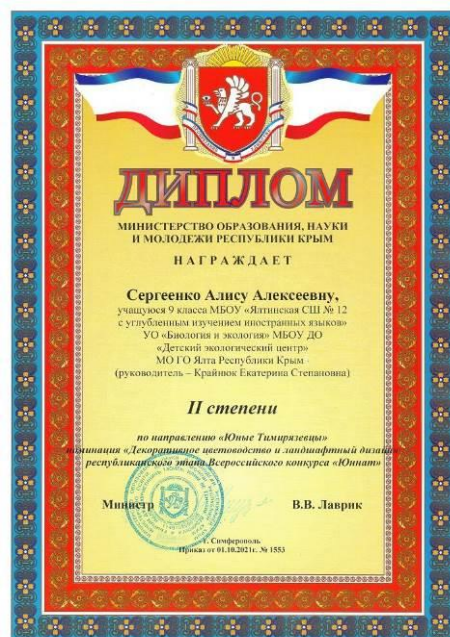 ДИПЛОМ
МИНИСТЕРСТВО ОБРАЗОВАНИЯ, НАУКИ
И МОЛОДЕЖИ РЕСПУБЛИКИ КРЫМ
НАГРАЖДАЕТ
Сергеенко Алису Алексеевну,
учащуюся 9 класса МБОУ «Ялтинская СШ № 12
с углубленным изучением иностранных языков»
УО «Биология и экология» МБОУ ДО
«Детский экологический центр»
МО ГО Ялта Республики Крым
(руководитель – Крайнюк Екатерина Степановна)
II степени
по направлению «Юные Тимирязевцы»
номинация «Декоративное цветоводство и ландшафтный дизайн»
республиканского этапа Всероссийского конкурса «Юннат»
Министр В.В. Лаврик
г. Симферополь
Приказ от 01.10.2021г. № 1553